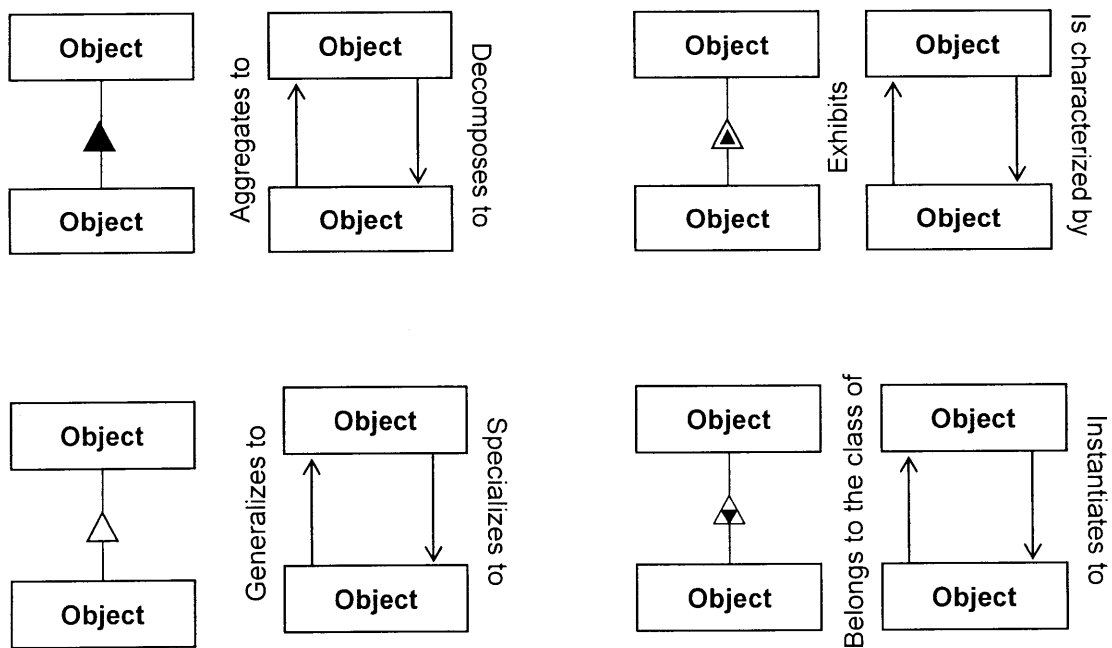 Object
Object
Aggregates to
Object
Object
Decomposes to
Object
Object
Exhibits
Object
Object
Is characterized by
Object
Object
Generalizes to
Object
Object
Specializes to
Object
Object
Belongs to the class of
Object
Object
Instantiates to